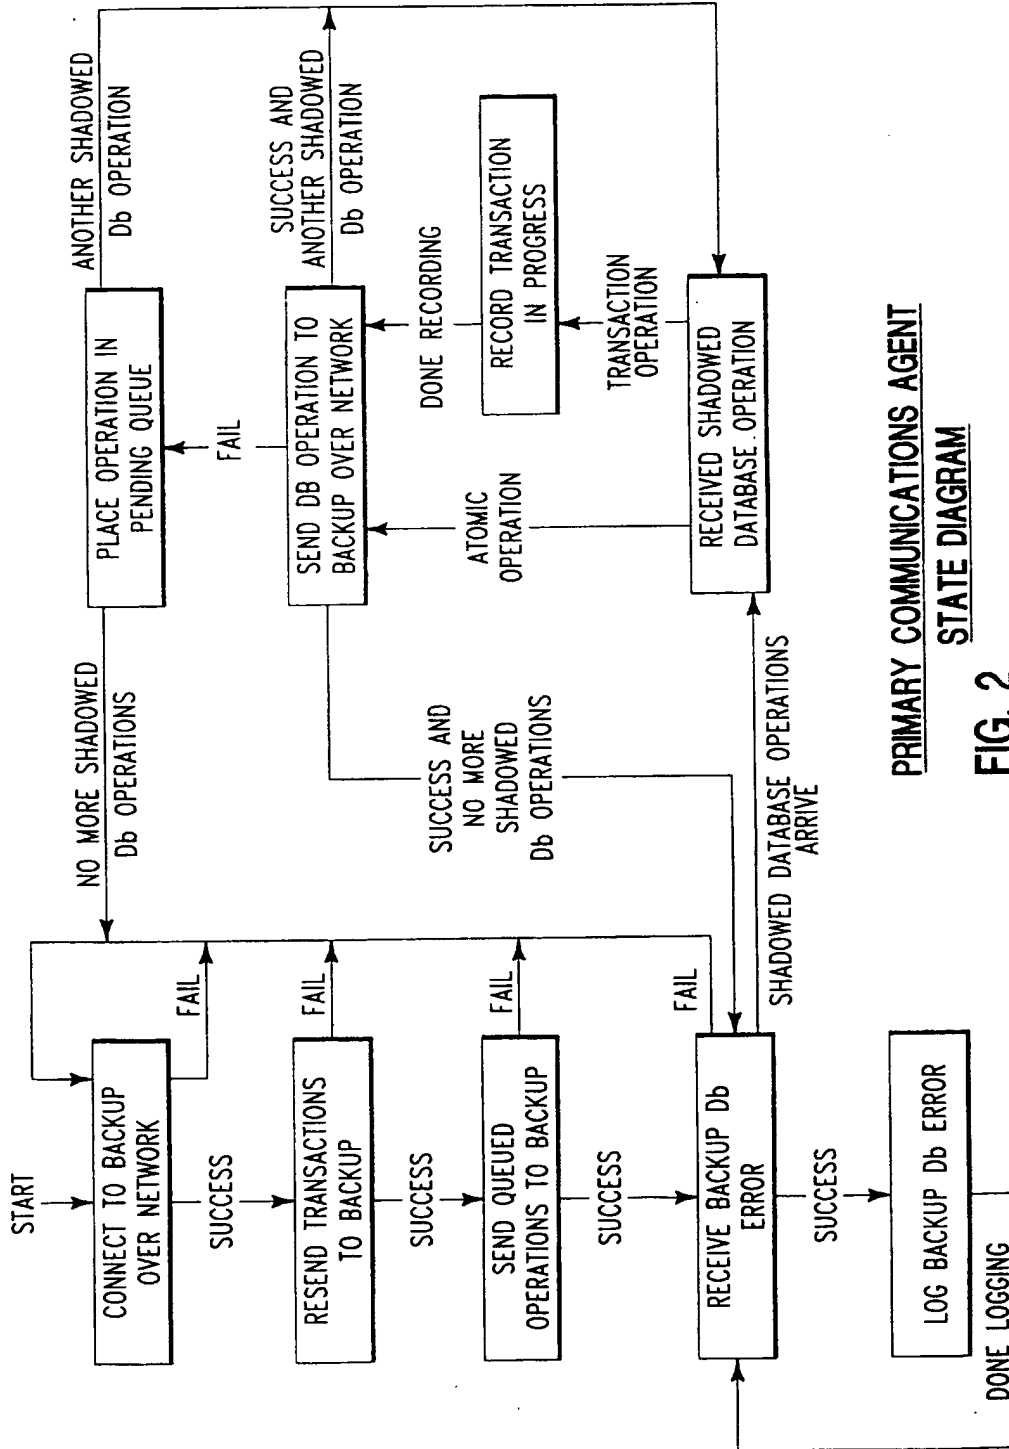 START
CONNECT TO BACKUP
OVER NETWORK
FAIL
SUCCESS
RESEND TRANSACTIONS
TO BACKUP
FAIL
SUCCESS
SEND QUEUED
OPERATIONS TO BACKUP
FAIL
SUCCESS
RECEIVE BACKUP Db
ERROR
FAIL
SUCCESS
LOG BACKUP Db ERROR
DONE LOGGING
NO MORE SHADOWED
Db OPERATIONS
SUCCESS AND
NO MORE
SHADOWED
Db OPERATIONS
SHADOWED DATABASE OPERATIONS
ARRIVE
PLACE OPERATION IN
PENDING QUEUE
FAIL
SEND DB OPERATION TO
BACKUP OVER NETWORK
ATOMIC
OPERATION
DONE RECORDING
RECORD TRANSACTION
IN PROGRESS
TRANSACTION
OPERATION
RECEIVED SHADOWED
DATABASE OPERATION
ANOTHER SHADOWED
Db OPERATION
SUCCESS AND
ANOTHER SHADOWED
Db OPERATION
PRIMARY COMMUNICATIONS AGENT
STATE DIAGRAM
FIG. 2